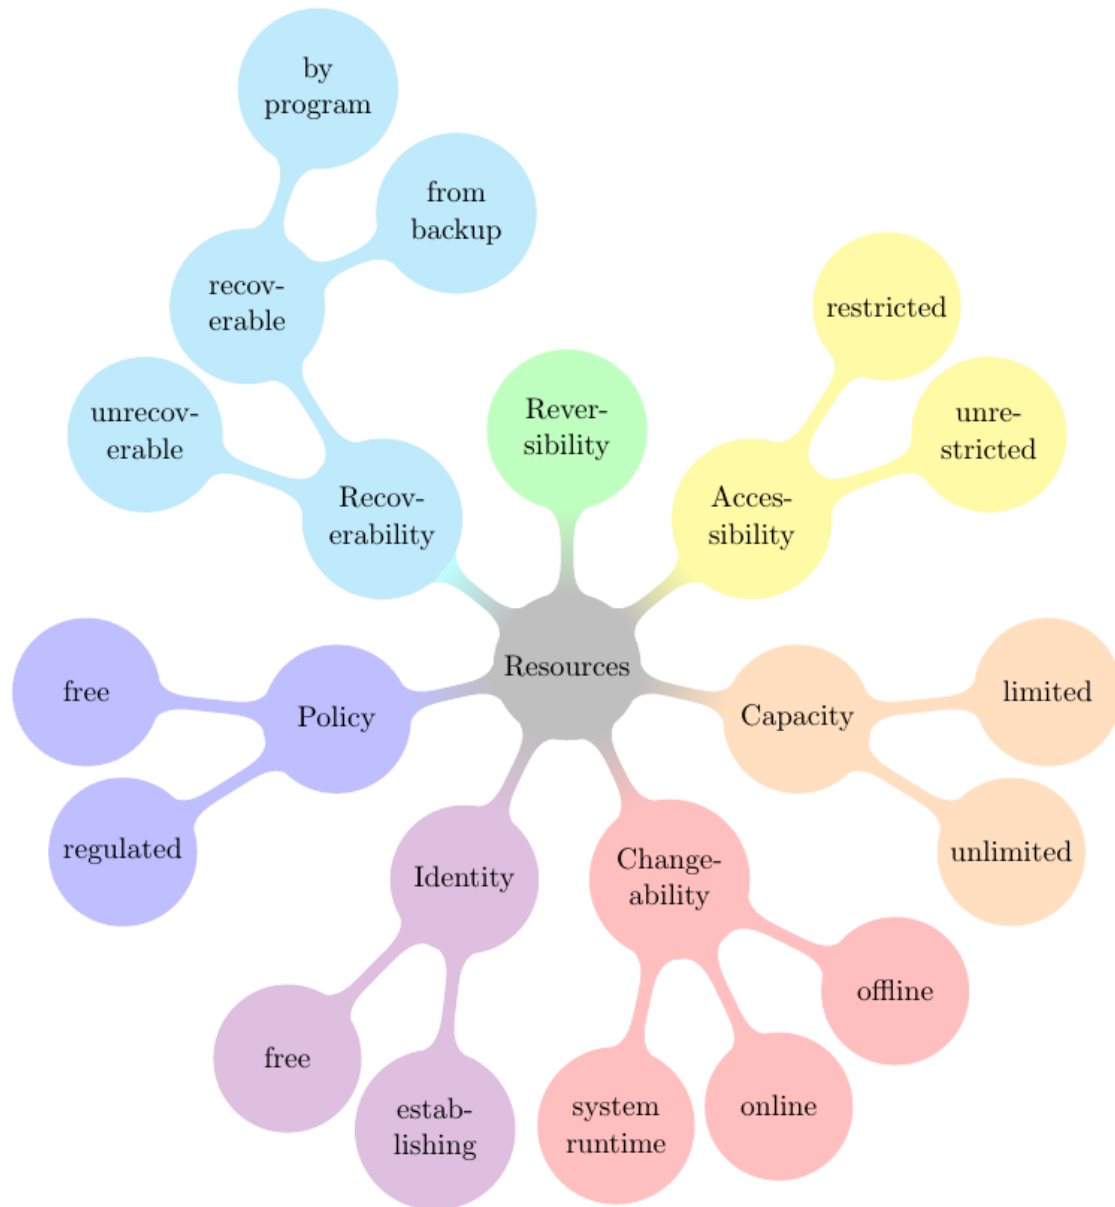 by
program
from
backup
recov-
erable
unrecov-
erable
Recov-
erability
Rever-
sibility
restricted
unre-
stricted
Acces-
sibility
Resources
free
Policy
regulated
Capacity
limited
unlimited
Identity
free
estab-
lishing
Change-
ability
system
runtime
online
offline